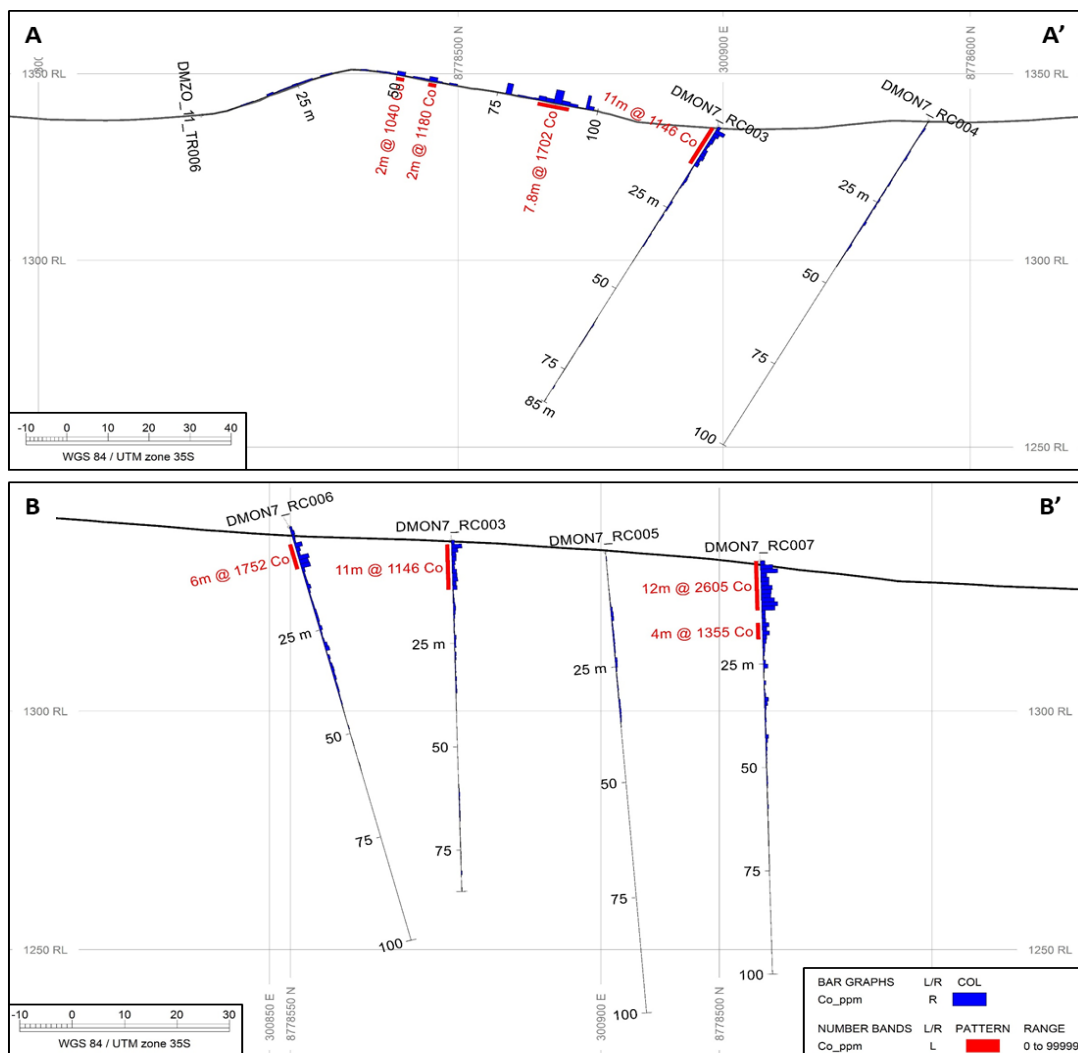 A
A'
8778500 N
300900 E
8778600 N
1350 RL
1350 RL
DMZO_11_TR006
25 m
50
2m @ 1040 Co
2m @ 1180 Co
75
7.8m @ 1702 Co
100
11m @ 1146 Co
DMON7_RC003
DMON7_RC004
25 m
25 m
1300 RL
1300 RL
50
50
75
75
85 m
100
1250 RL
-10 0 10 20 30 40
WGS 84 / UTM zone 35S
B
B'
DMON7_RC006
DMON7_RC003
DMON7_RC005
DMON7_RC007
6m @ 1752 Co
11m @ 1146 Co
12m @ 2605 Co
4m @ 1355 Co
25 m
25 m
25 m
25 m
1300 RL
1300 RL
50
50
50
50
75
75
75
75
100
100
100
1250 RL
1250 RL
300850 E
8778550 N
300900 E
8778500 N
-10 0 10 20 30
WGS 84 / UTM zone 35S
BAR GRAPHS L/R COL
Co_ppm R
NUMBER BANDS L/R PATTERN RANGE
Co_ppm L 0 to 99999